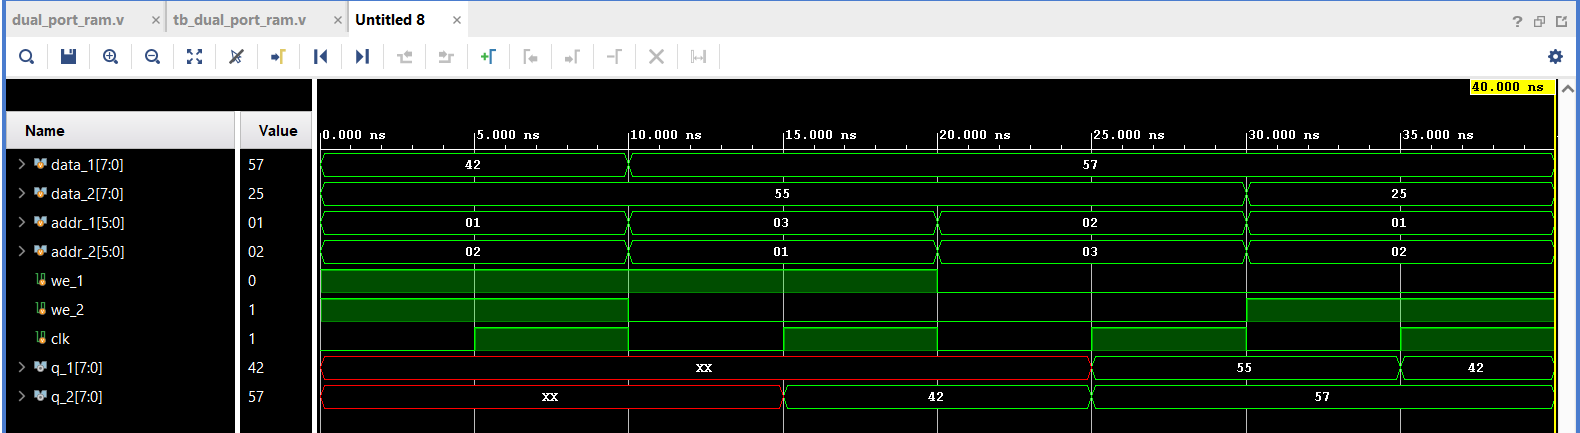 dual_port_ram.v × tb_dual_port_ram.v × Untitled 8 ×
?
40.000 ns
Name Value
0.000 ns 5.000 ns 10.000 ns 15.000 ns 20.000 ns 25.000 ns 30.000 ns 35.000 ns
data_1[7:0] 57 42 57
data_2[7:0] 25 55 25
addr_1[5:0] 01 01 03 02 01
addr_2[5:0] 02 02 01 03 02
we_1 0
we_2 1
clk 1
q_1[7:0] 42 XX 55 42
q_2[7:0] 57 XX 42 57